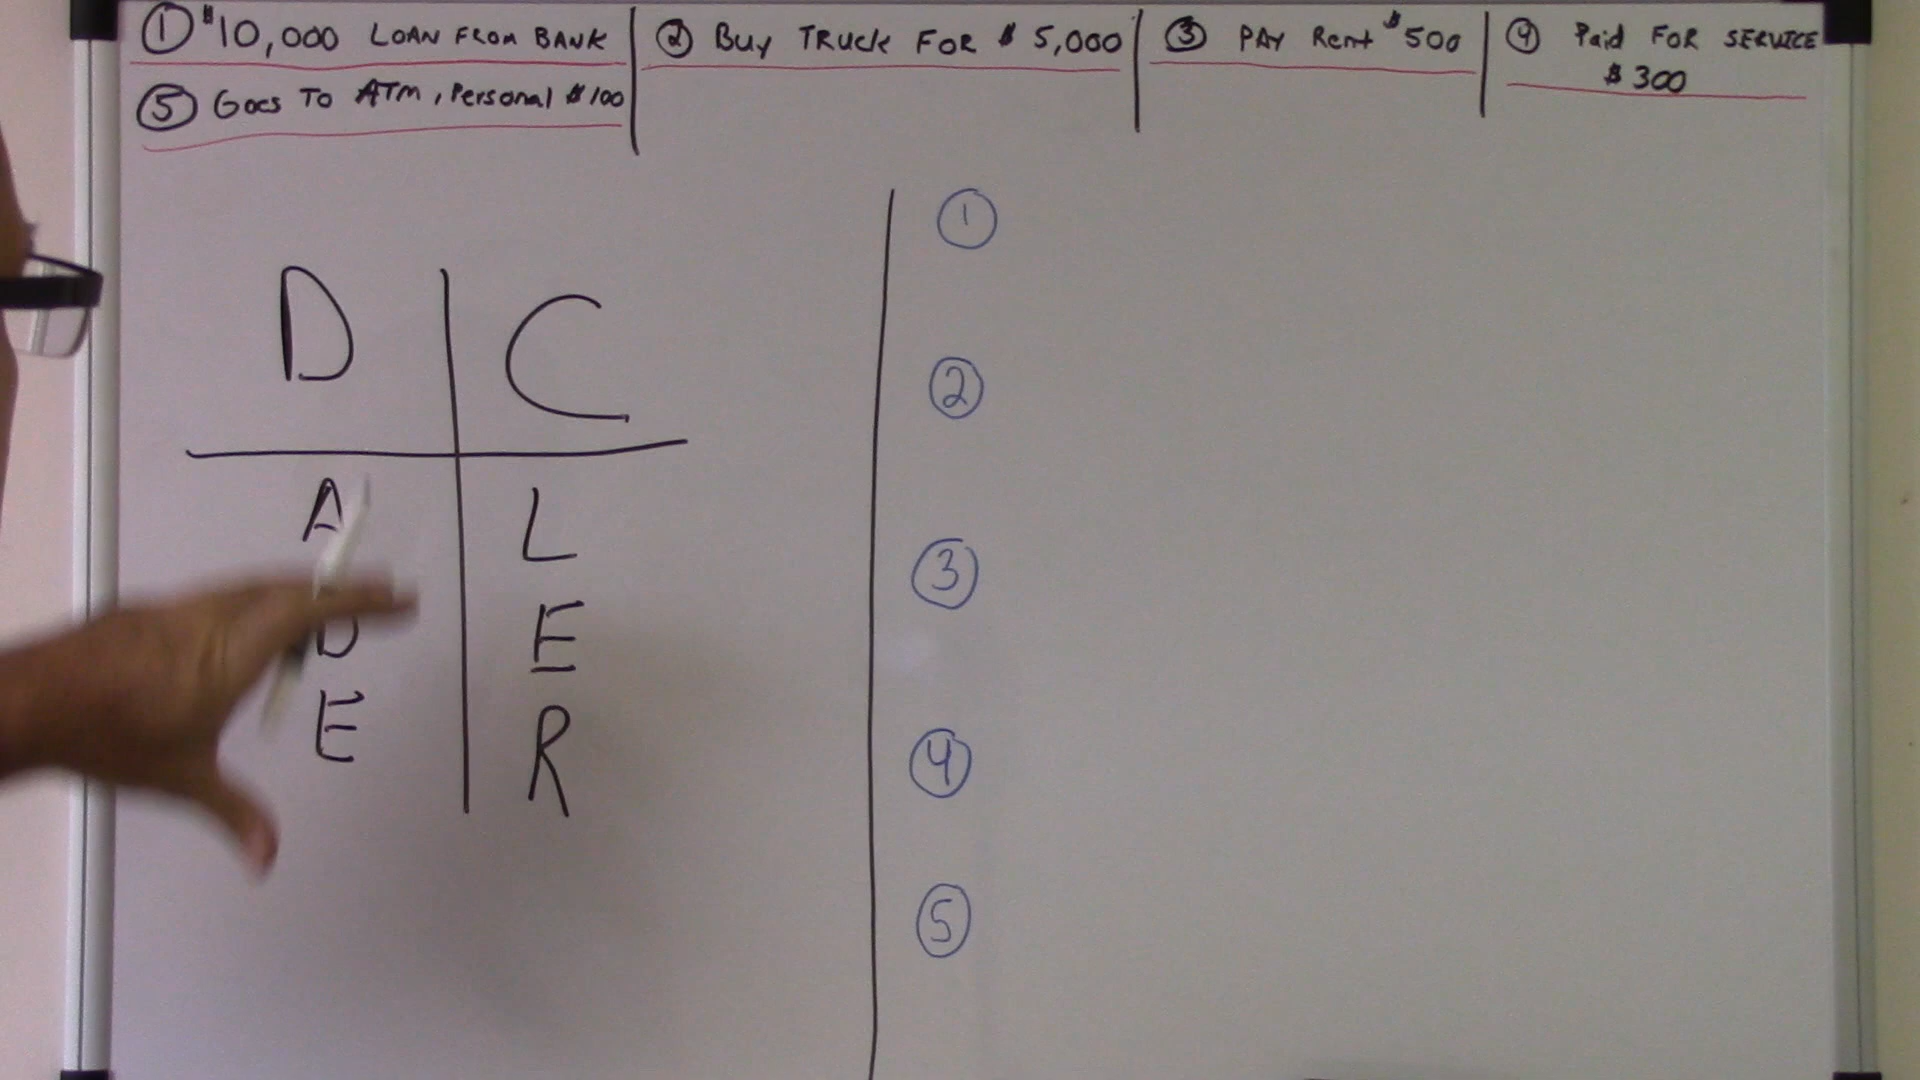 ① $10,000 LOAN FROM BANK
② Buy TRUCK FOR $ 5,000
③ PAY Rent $500
④ Paid FOR SERVICE
$ 300
⑤ Goes To ATM, Personal $100
D C
A L
D E
E R
①
②
③
④
⑤